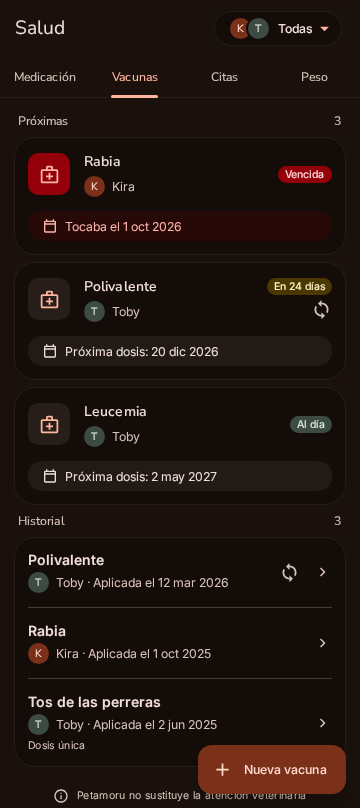 Salud
K T Todas
Medicación Vacunas Citas Peso
Próximas 3
Rabia
K Kira
Vencida
Tocaba el 1 oct 2026
Polivalente
En 24 días
T Toby
Próxima dosis: 20 dic 2026
Leucemia
T Toby
Al día
Próxima dosis: 2 may 2027
Historial 3
Polivalente
T Toby · Aplicada el 12 mar 2026
Rabia
K Kira · Aplicada el 1 oct 2025
Tos de las perreras
T Toby · Aplicada el 2 jun 2025
Dosis única
Nueva vacuna
Petamoru no sustituye la atención veterinaria